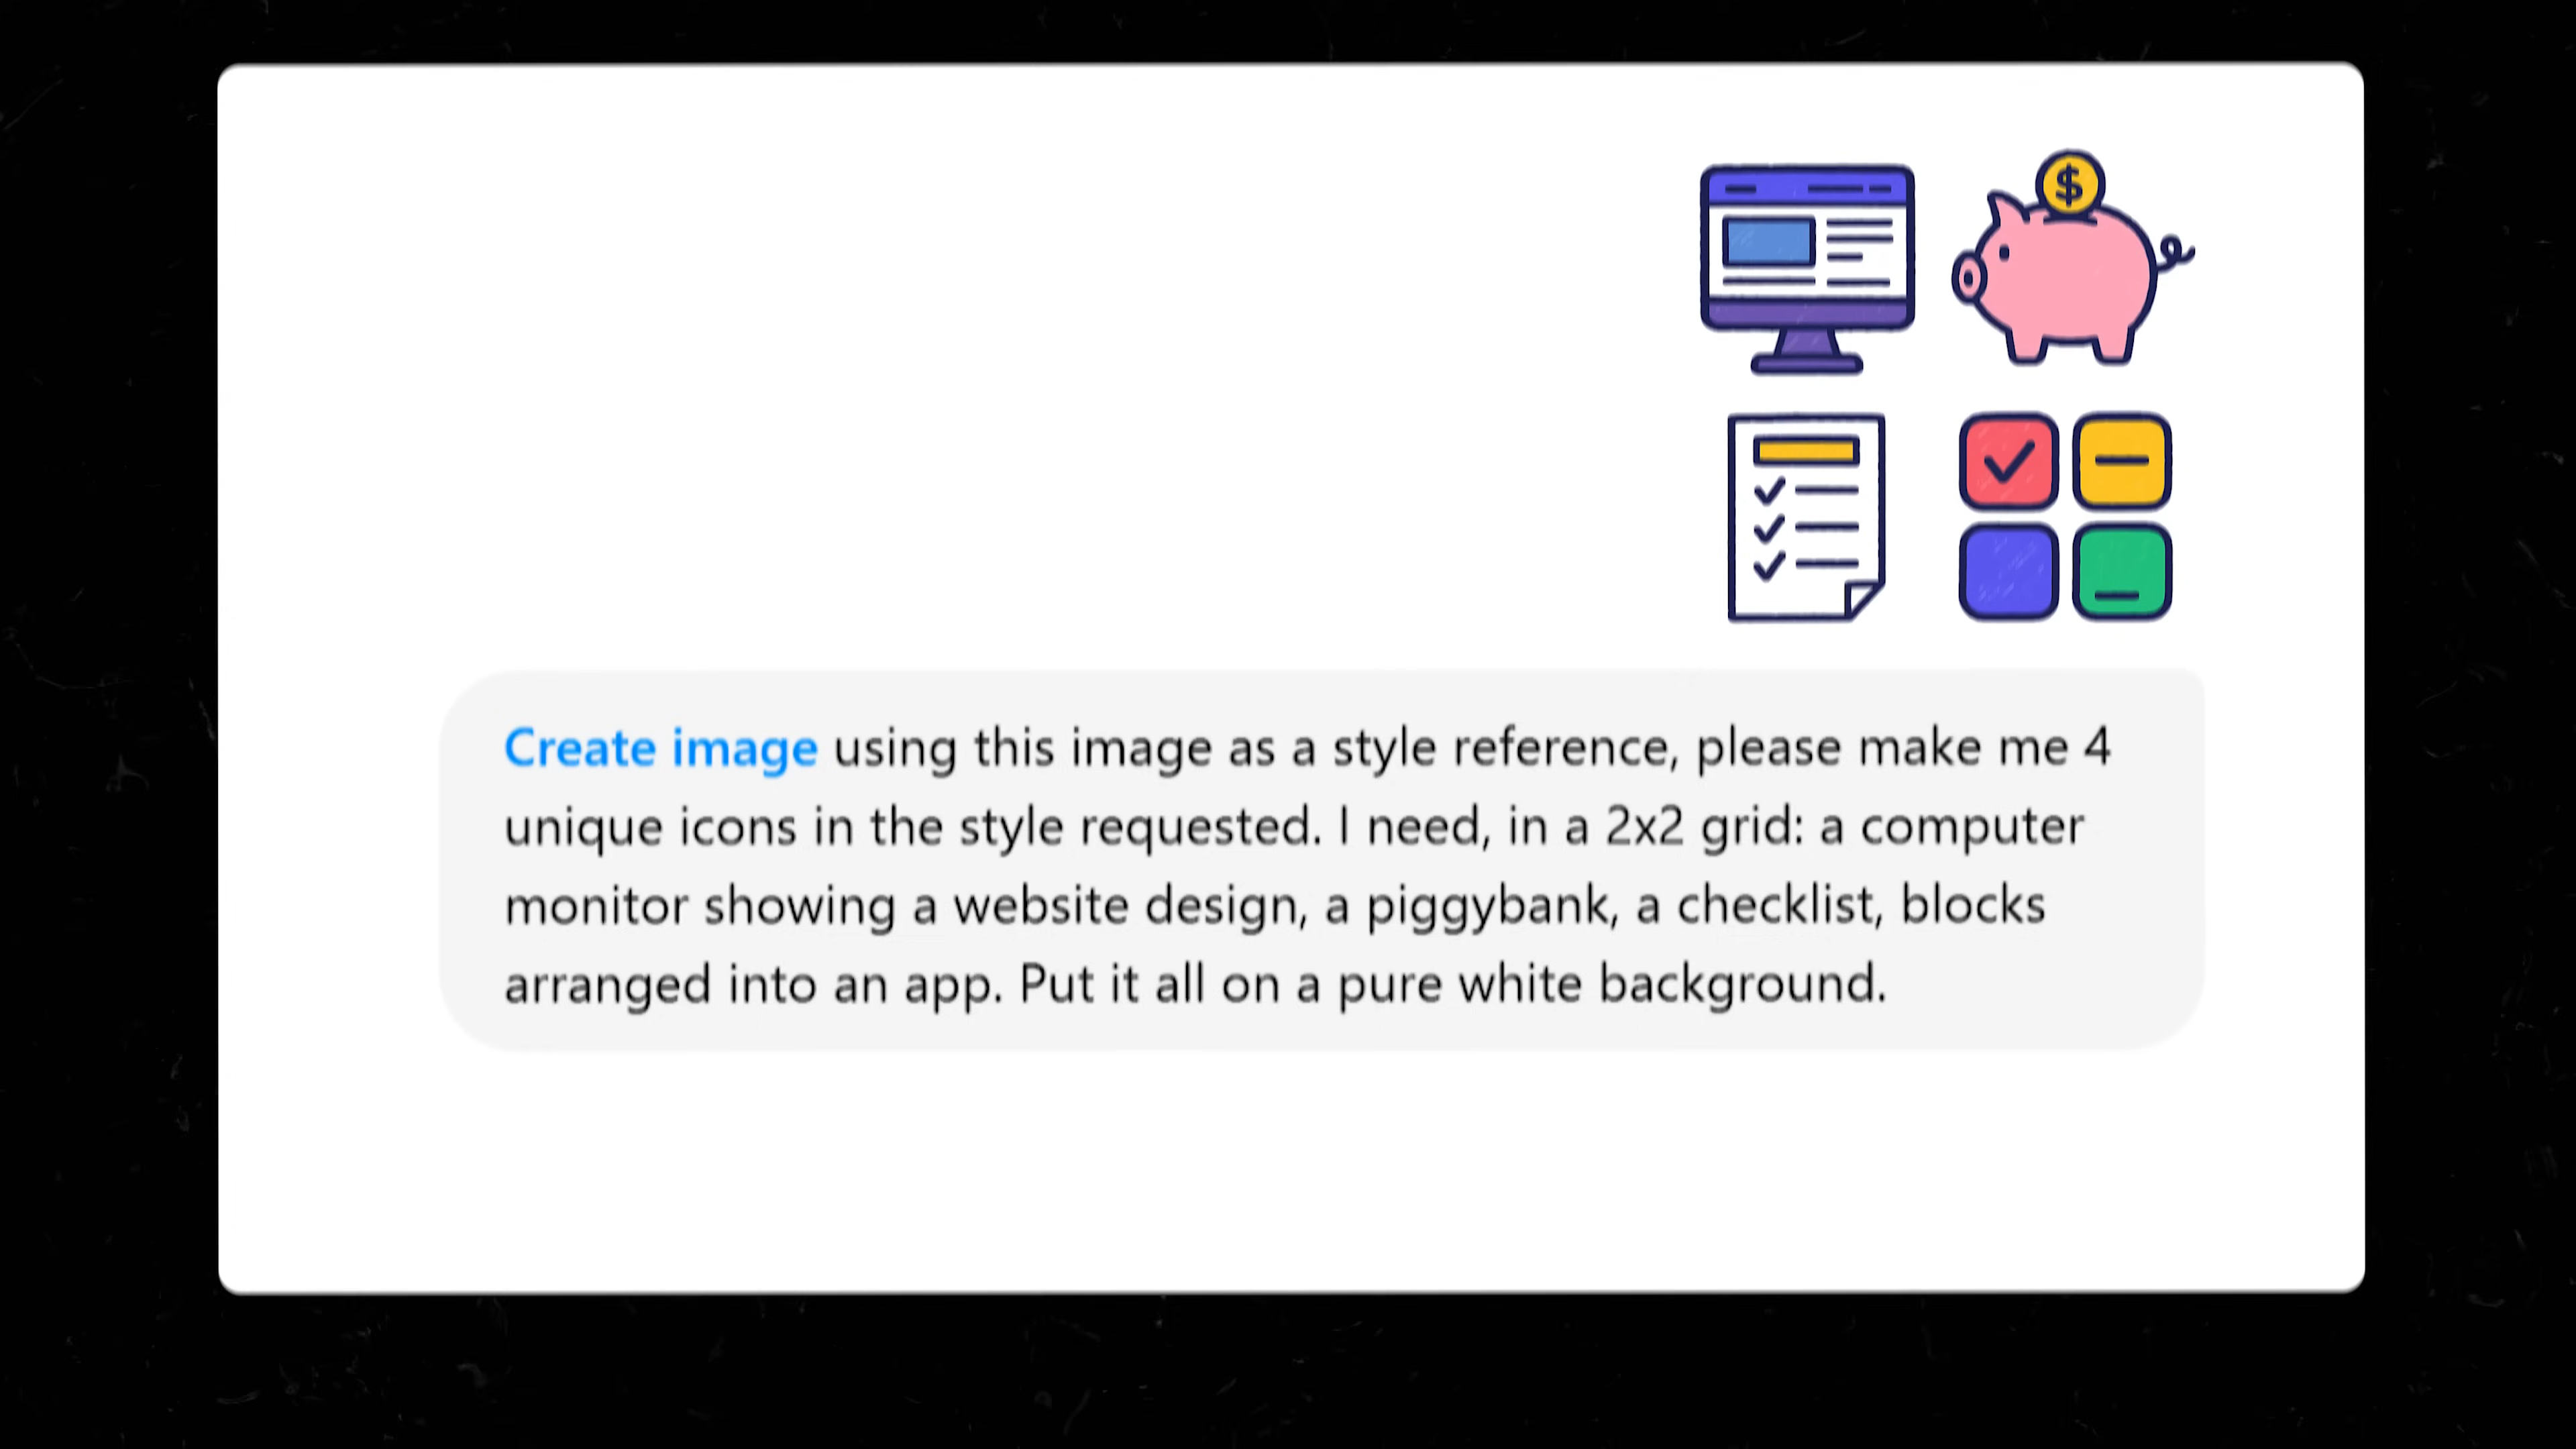 $
Create image using this image as a style reference, please make me 4
unique icons in the style requested. I need, in a 2x2 grid: a computer
monitor showing a website design, a piggybank, a checklist, blocks
arranged into an app. Put it all on a pure white background.